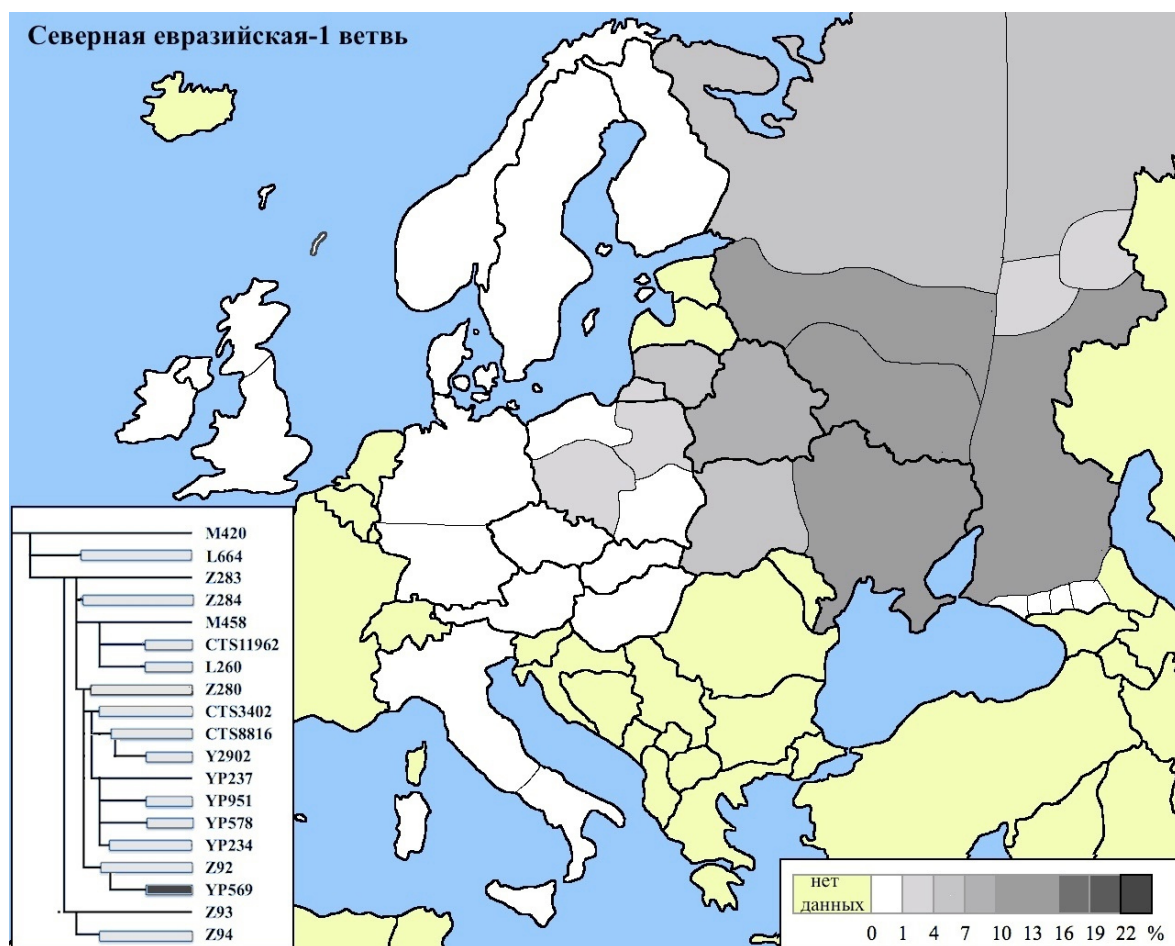 Северная евразийская-1 ветвь
M420
L664
Z283
Z284
M458
CTS11962
L260
Z280
CTS3402
CTS8816
Y2902
YP237
YP951
YP578
YP234
Z92
YP569
Z93
Z94
нет
данных
0 1 4 7 10 13 16 19 22 %